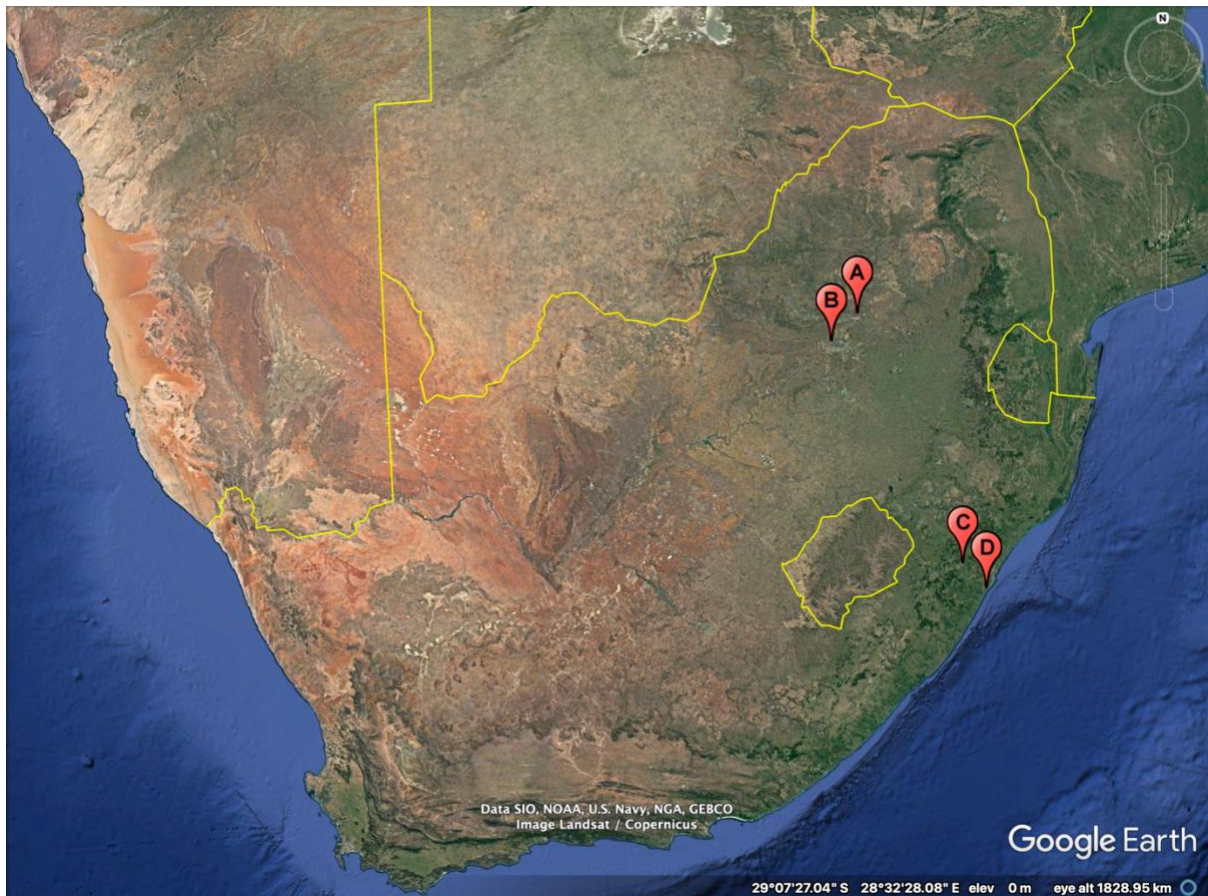 N
A
B
C
D
Data SIO, NOAA, U.S. Navy, NGA, GEBCO
Image Landsat / Copernicus
Google Earth
29°07'27.04" S 28°32'28.08" E elev 0 m eye alt 1828.95 km